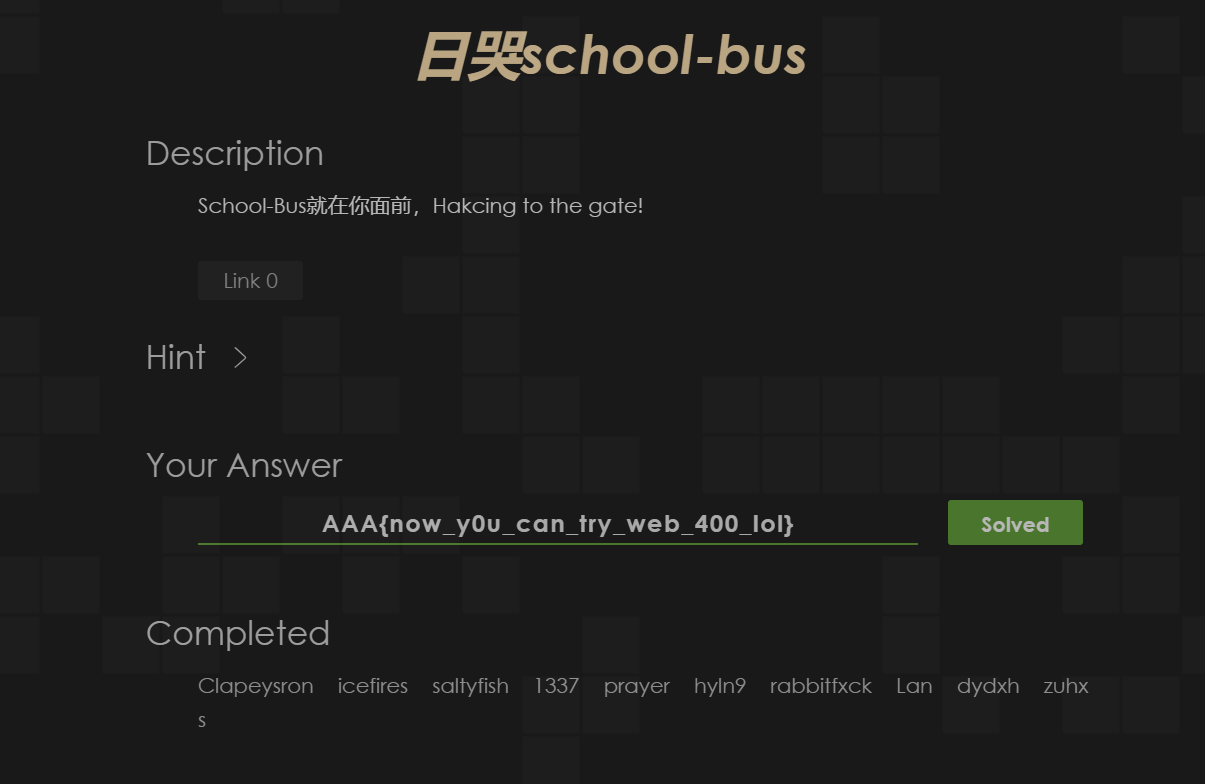 日哭school-bus
Description
School-Bus就在你面前，Hakcing to the gate!
Link 0
Hint >
Your Answer
AAA{now_y0u_can_try_web_400_lol}
Solved
Completed
Clapeysron icefires saltyfish 1337 prayer hyln9 rabbitfxck Lan dydxh zuhx
s